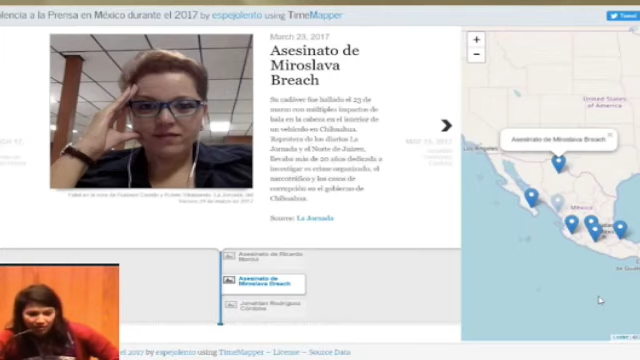 lencia a la Prensa en México durante el 2017 by espejolento using TimeMapper
Tweet
March 23, 2017
Asesinato de
Miroslava
Breach
Su cadáver fue hallado el 23 de
marzo con múltiples impactos de
bala en la cabeza en el interior de
un vehículo en Chihuahua.
Reportera de los diarios La
Jornada y el Norte de Juárez,
llevaba más de 20 años dedicada a
investigar es crimen organizado, el
narcotráfico y los casos de
corrupción en el gobierno de
Chihuahua.
Source: La Jornada
Asesinato de Ricardo
Asesinato de
Miroslava Breach
Jonathan Rodríguez
Córdoba
+
−
United States
of America
Los Angeles
Asesinato de Miroslava Breach
México
el 2017 by espejolento using TimeMapper – License – Source Data